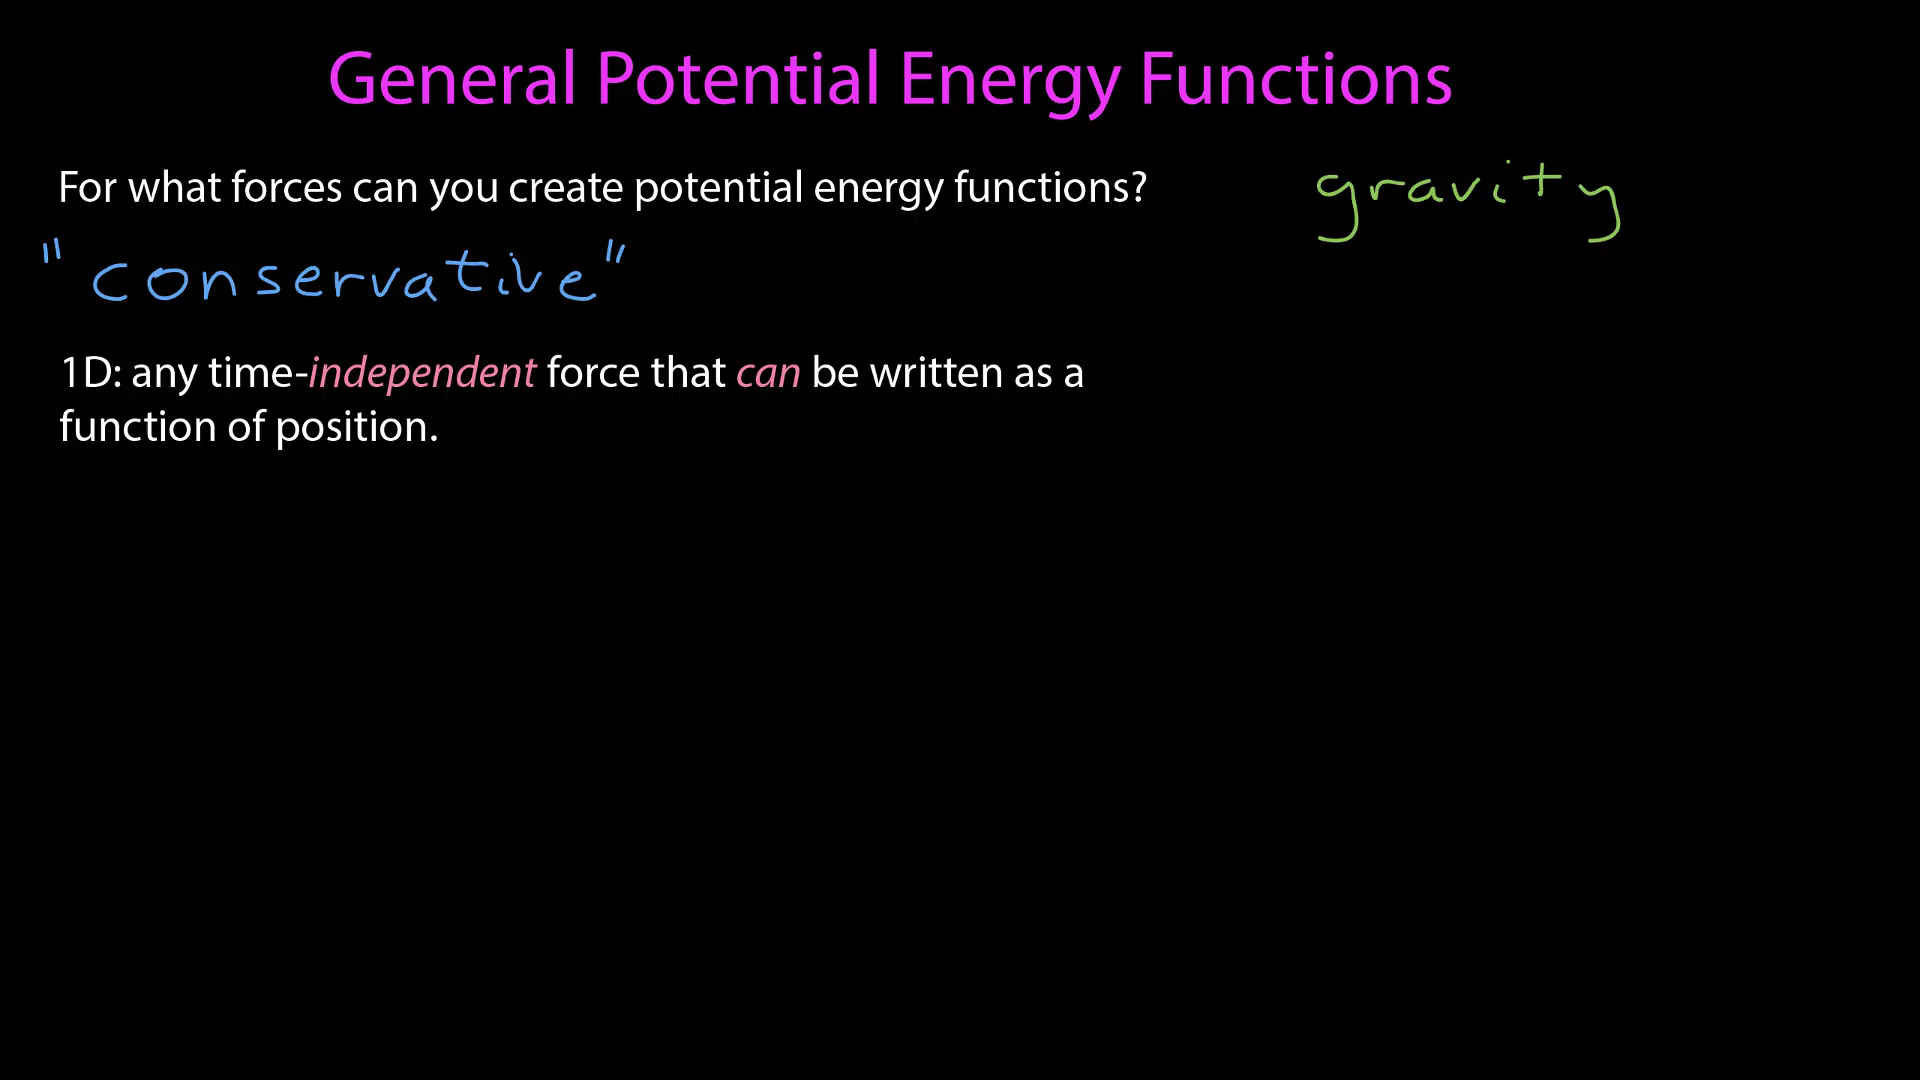 General Potential Energy Functions
For what forces can you create potential energy functions?
gravity
"conservative"
1D: any time-independent force that can be written as a
function of position.